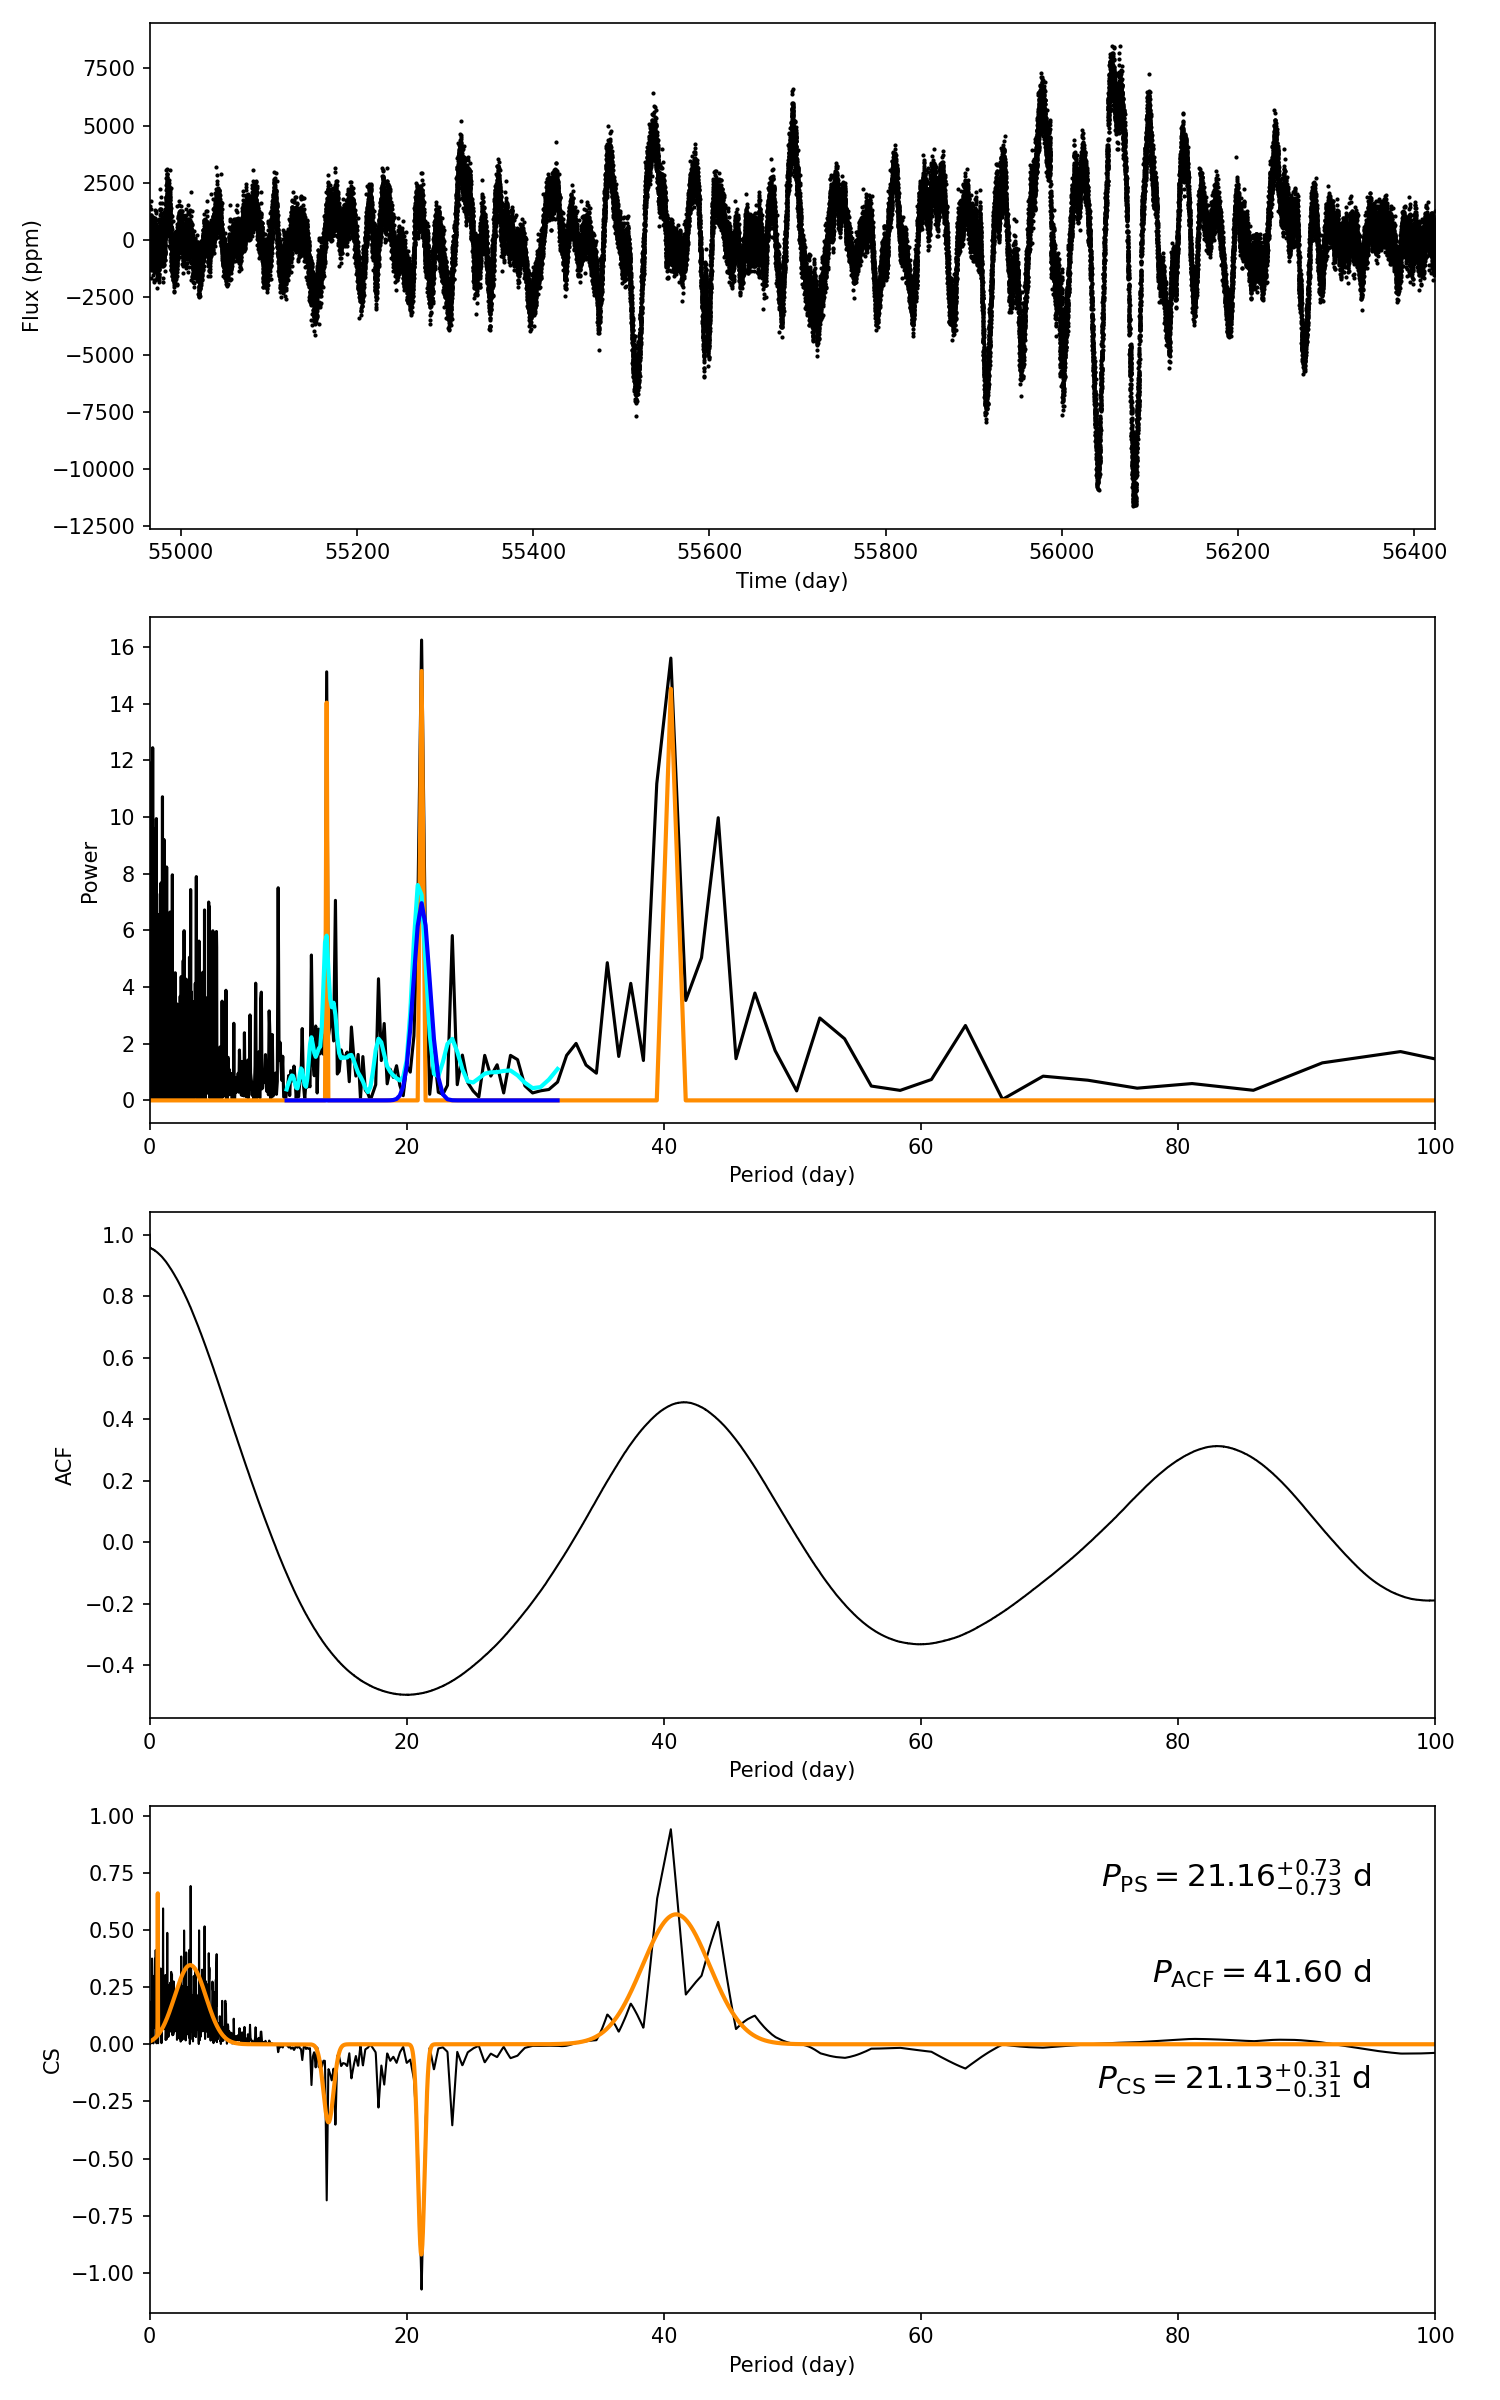 7500
5000
2500
0
−2500
−5000
−7500
−10000
−12500
Flux (ppm)
55000 55200 55400 55600 55800 56000 56200 56400
Time (day)
16
14
12
10
8
6
4
2
0
Power
0 20 40 60 80 100
Period (day)
1.0
0.8
0.6
0.4
0.2
0.0
−0.2
−0.4
ACF
0 20 40 60 80 100
Period (day)
1.00
0.75
0.50
0.25
0.00
−0.25
−0.50
−0.75
−1.00
CS
P_PS = 21.16^{+0.73}_{−0.73} d
P_ACF = 41.60 d
P_CS = 21.13^{+0.31}_{−0.31} d
0 20 40 60 80 100
Period (day)